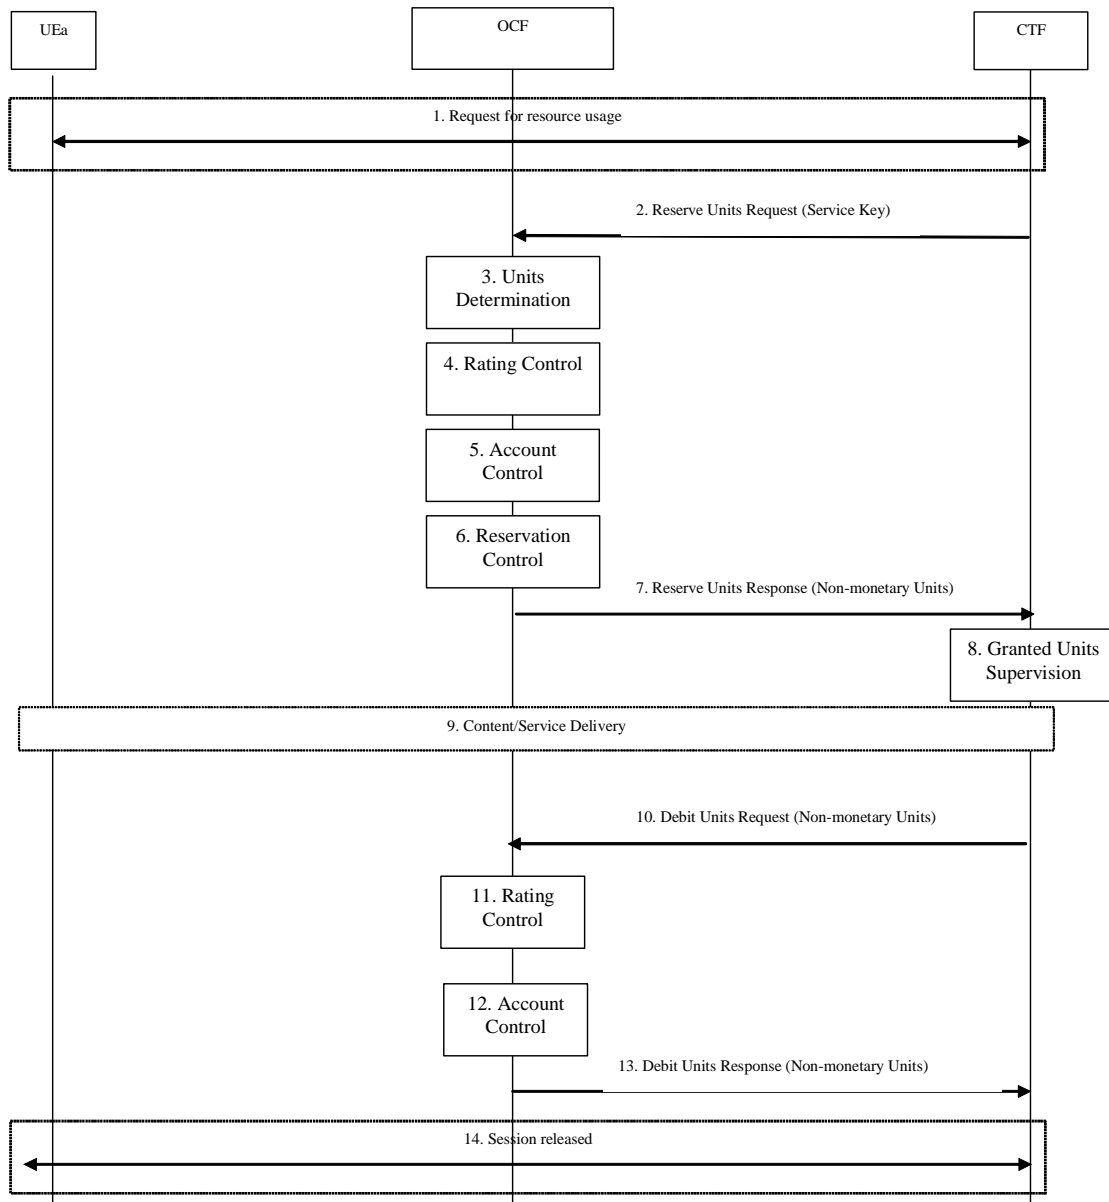 UEa
OCF
CTF
1. Request for resource usage
2. Reserve Units Request (Service Key)
3. Units
Determination
4. Rating Control
5. Account
Control
6. Reservation
Control
7. Reserve Units Response (Non-monetary Units)
8. Granted Units
Supervision
9. Content/Service Delivery
10. Debit Units Request (Non-monetary Units)
11. Rating
Control
12. Account
Control
13. Debit Units Response (Non-monetary Units)
14. Session released